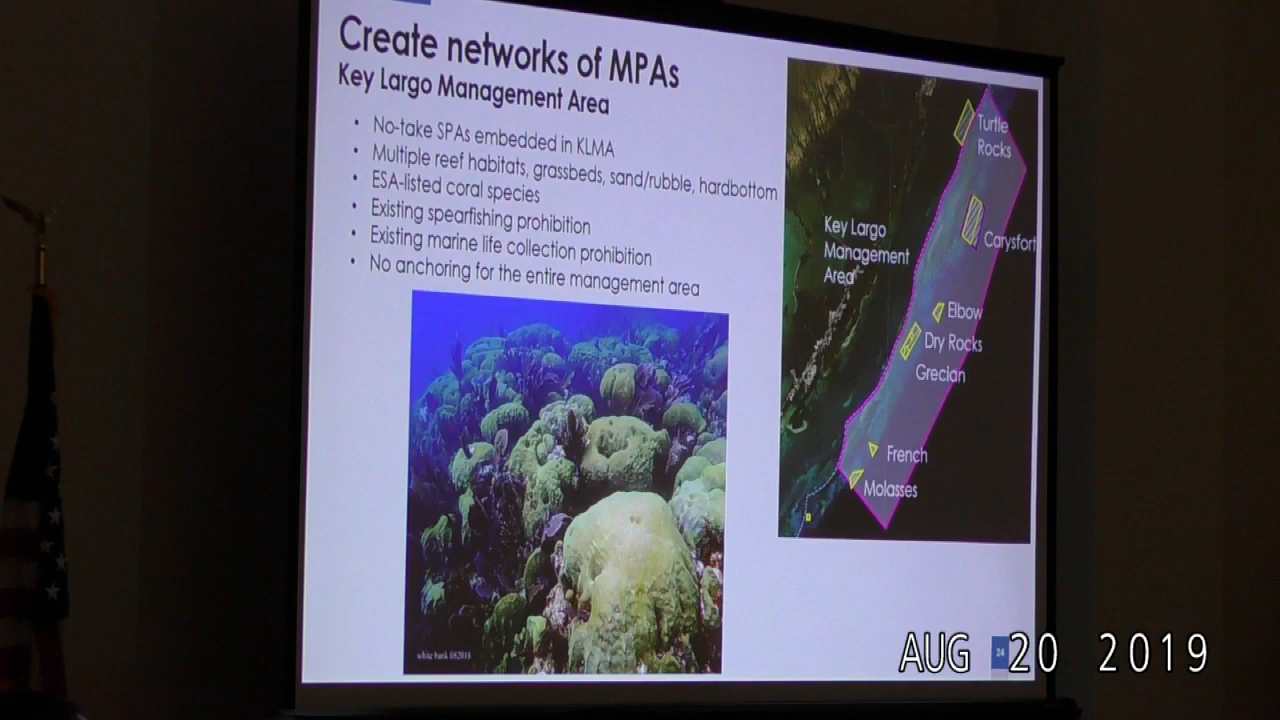 Create networks of MPAs
Key Largo Management Area
• No-take SPAs embedded in KLMA
• Multiple reef habitats, grassbeds, sand/rubble, hardbottom
• ESA-listed coral species
• Existing spearfishing prohibition
• Existing marine life collection prohibition
• No anchoring for the entire management area
Turtle
Rocks
Key Largo
Management
Area
Carysfort
Elbow
Dry Rocks
Grecian
French
Molasses
white bank 082018
24
AUG 20 2019